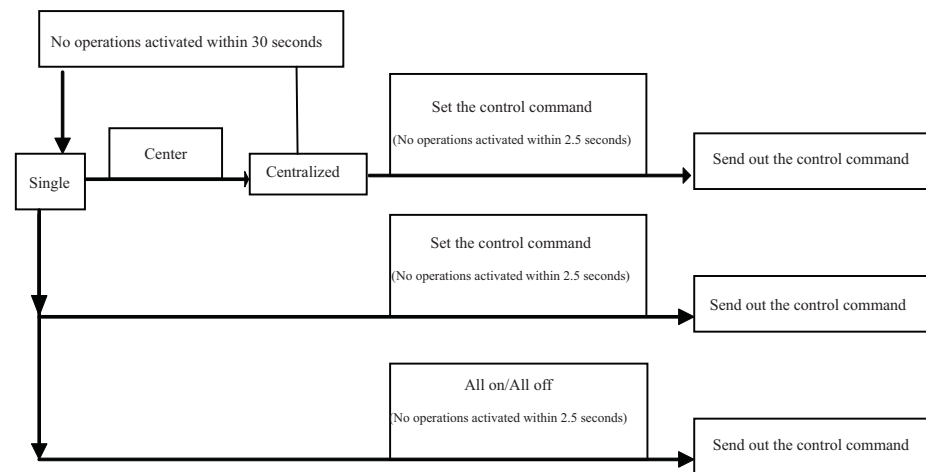 No operations activated within 30 seconds
Set the control command
(No operations activated within 2.5 seconds)
Center
Send out the control command
Single
Centralized
Set the control command
(No operations activated within 2.5 seconds)
Send out the control command
All on/All off
(No operations activated within 2.5 seconds)
Send out the control command